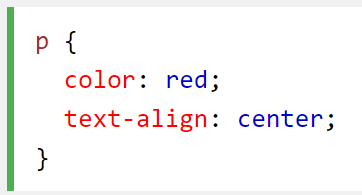 p {
  color: red;
  text-align: center;
}